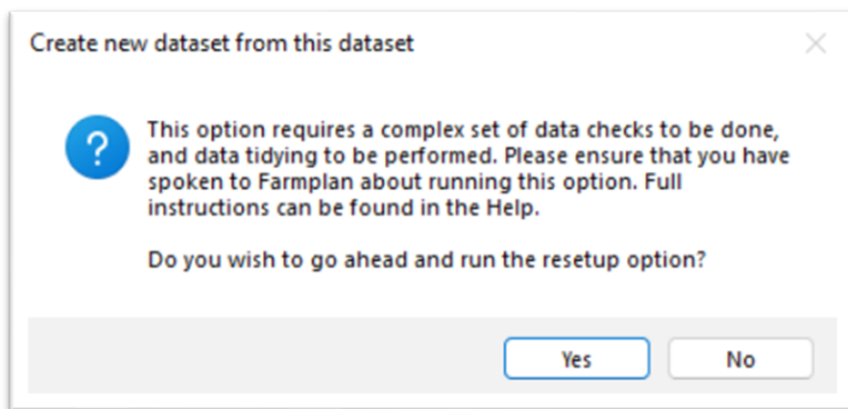 Create new dataset from this dataset
?
This option requires a complex set of data checks to be done,
and data tidying to be performed. Please ensure that you have
spoken to Farmplan about running this option. Full
instructions can be found in the Help.
Do you wish to go ahead and run the resetup option?
Yes
No